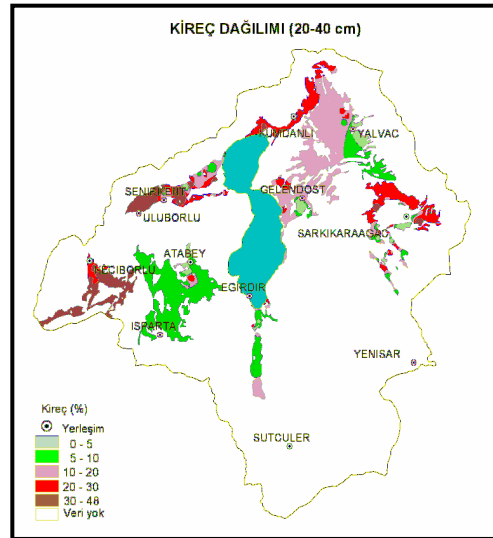 KİREÇ DAĞILIMI (20-40 cm)
KUMDANLI
YALVAC
SENIRKENT
GELENDOST
ULUBORLU
SARKIKARAAGAC
ATABEY
KECIBORLU
EGIRDIR
ISPARTA
YENISAR
SUTCULER
Kireç (%)
Yerleşim
0 - 5
5 - 10
10 - 20
20 - 30
30 - 48
Veri yok